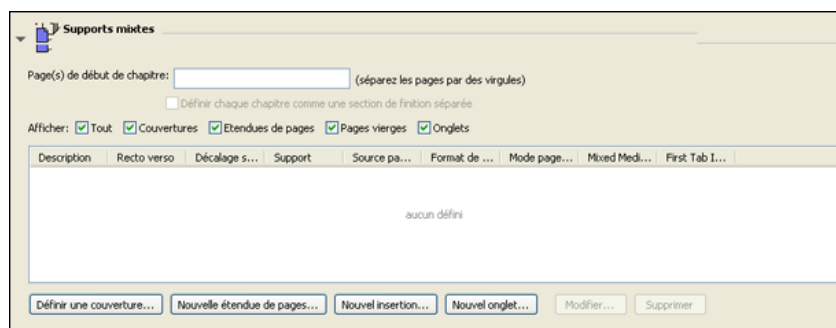 Supports mixtes
Page(s) de début de chapitre: (séparez les pages par des virgules)
Définir chaque chapitre comme une section de finition séparée
Afficher: Tout Couvertures Etendues de pages Pages vierges Onglets
Description Recto verso Décalage s... Support Source pa... Format de ... Mode page... Mixed Medi... First Tab I...
aucun défini
Définir une couverture... Nouvelle étendue de pages... Nouvel insertion... Nouvel onglet... Modifier... Supprimer